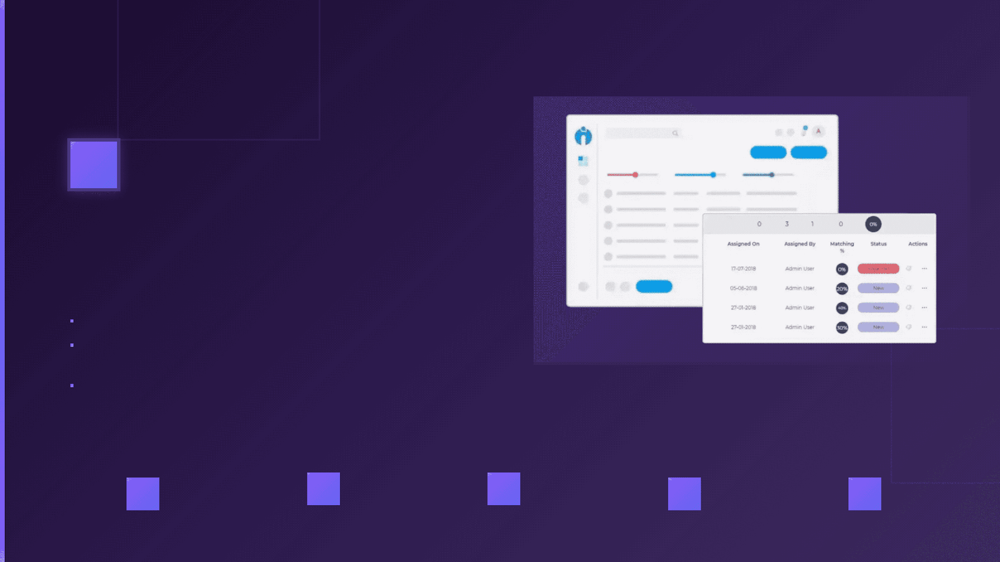 A
0 3 1 0 0%
Assigned On Assigned By Matching % Status Actions
17-07-2018 Admin User 0%
05-06-2018 Admin User 20% New
27-01-2018 Admin User 40% New
27-01-2018 Admin User 30% New